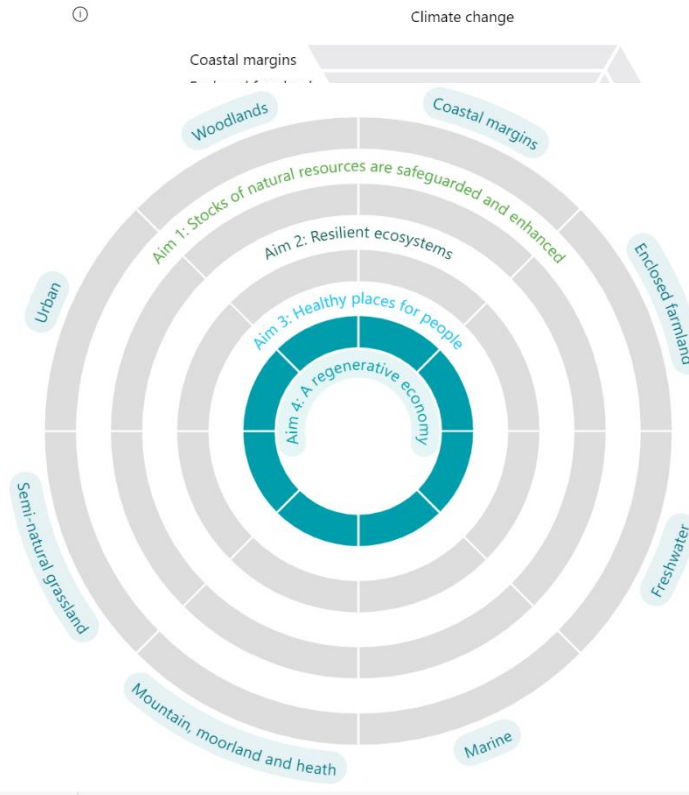 Climate change
Coastal margins
Woodlands
Coastal margins
Aim 1: Stocks of natural resources are safeguarded and enhanced
Aim 2: Resilient ecosystems
Urban
Enclosed farmland
Aim 3: Healthy places for people
Aim 4: A regenerative economy
Semi-natural grassland
Freshwater
Mountain, moorland and heath
Marine